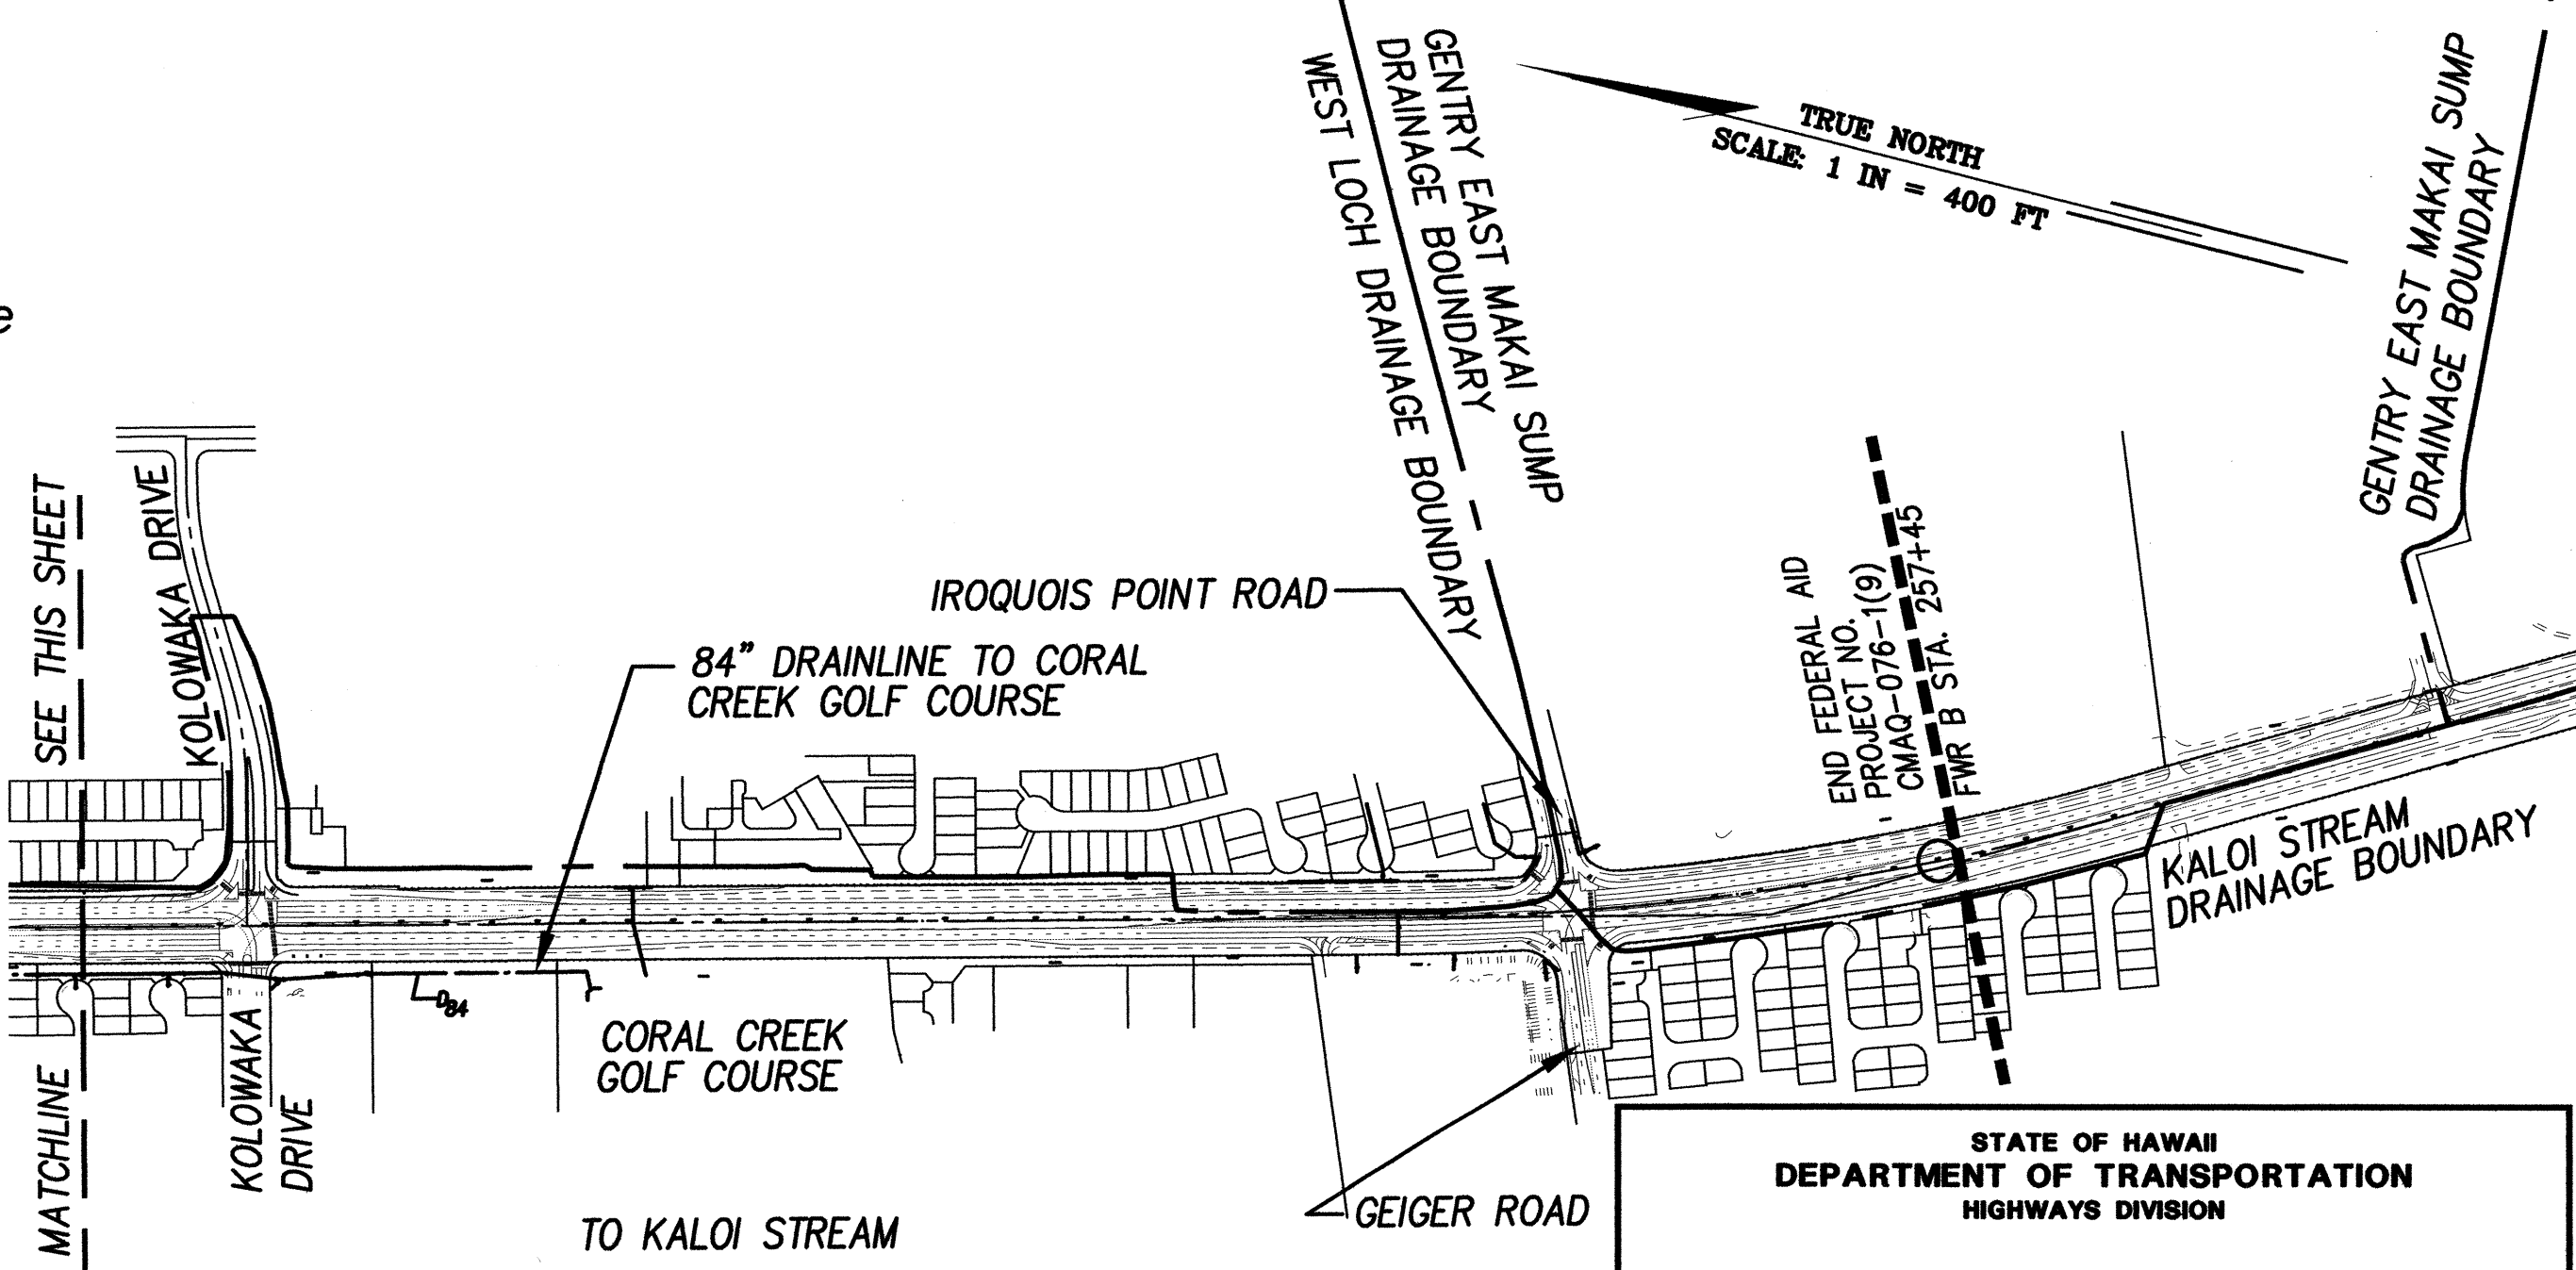 GENTRY EAST MAKAI SUMP
DRAINAGE BOUNDARY
WEST LOCH DRAINAGE BOUNDARY
TRUE NORTH
SCALE: 1 IN = 400 FT
GENTRY EAST MAKAI SUMP
DRAINAGE BOUNDARY
MATCHLINE
SEE THIS SHEET
KOLOWAKA DRIVE
IROQUOIS POINT ROAD
84" DRAINLINE TO CORAL
CREEK GOLF COURSE
END FEDERAL AID
PROJECT NO.
CMAQ-076-1(9)
FWR B STA. 257+45
KALOI STREAM
DRAINAGE BOUNDARY
D84
CORAL CREEK
GOLF COURSE
KOLOWAKA
DRIVE
GEIGER ROAD
TO KALOI STREAM
STATE OF HAWAII
DEPARTMENT OF TRANSPORTATION
HIGHWAYS DIVISION